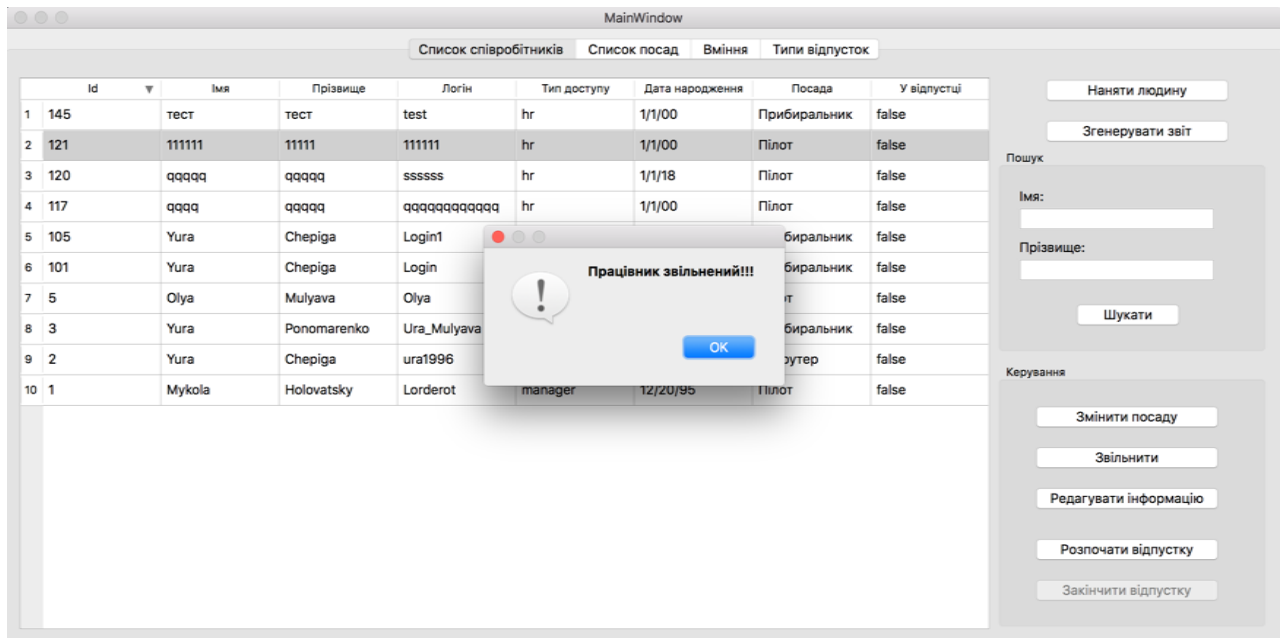 MainWindow
Список співробітників Список посад Вміння Типи відпусток
Id Имя Прізвище Логін Тип доступу Дата народження Посада У відпустці
1 145 тест тест test hr 1/1/00 Прибиральник false
2 121 111111 11111 111111 hr 1/1/00 Пілот false
3 120 qqqqq qqqqq ssssss hr 1/1/18 Пілот false
4 117 qqqq qqqqq qqqqqqqqqqqq hr 1/1/00 Пілот false
5 105 Yura Chepiga Login1 биральник false
6 101 Yura Chepiga Login биральник false
7 5 Olya Mulyava Olya false
8 3 Yura Ponomarenko Ura_Mulyava биральник false
9 2 Yura Chepiga ura1996 false
10 1 Mykola Holovatsky Lorderot manager 12/20/95 Пілот false
Працівник звільнений!!!
OK
Наняти людину
Згенерувати звіт
Пошук
Имя:
Прізвище:
Шукати
Керування
Змінити посаду
Звільнити
Редагувати інформацію
Розпочати відпустку
Закінчити відпустку